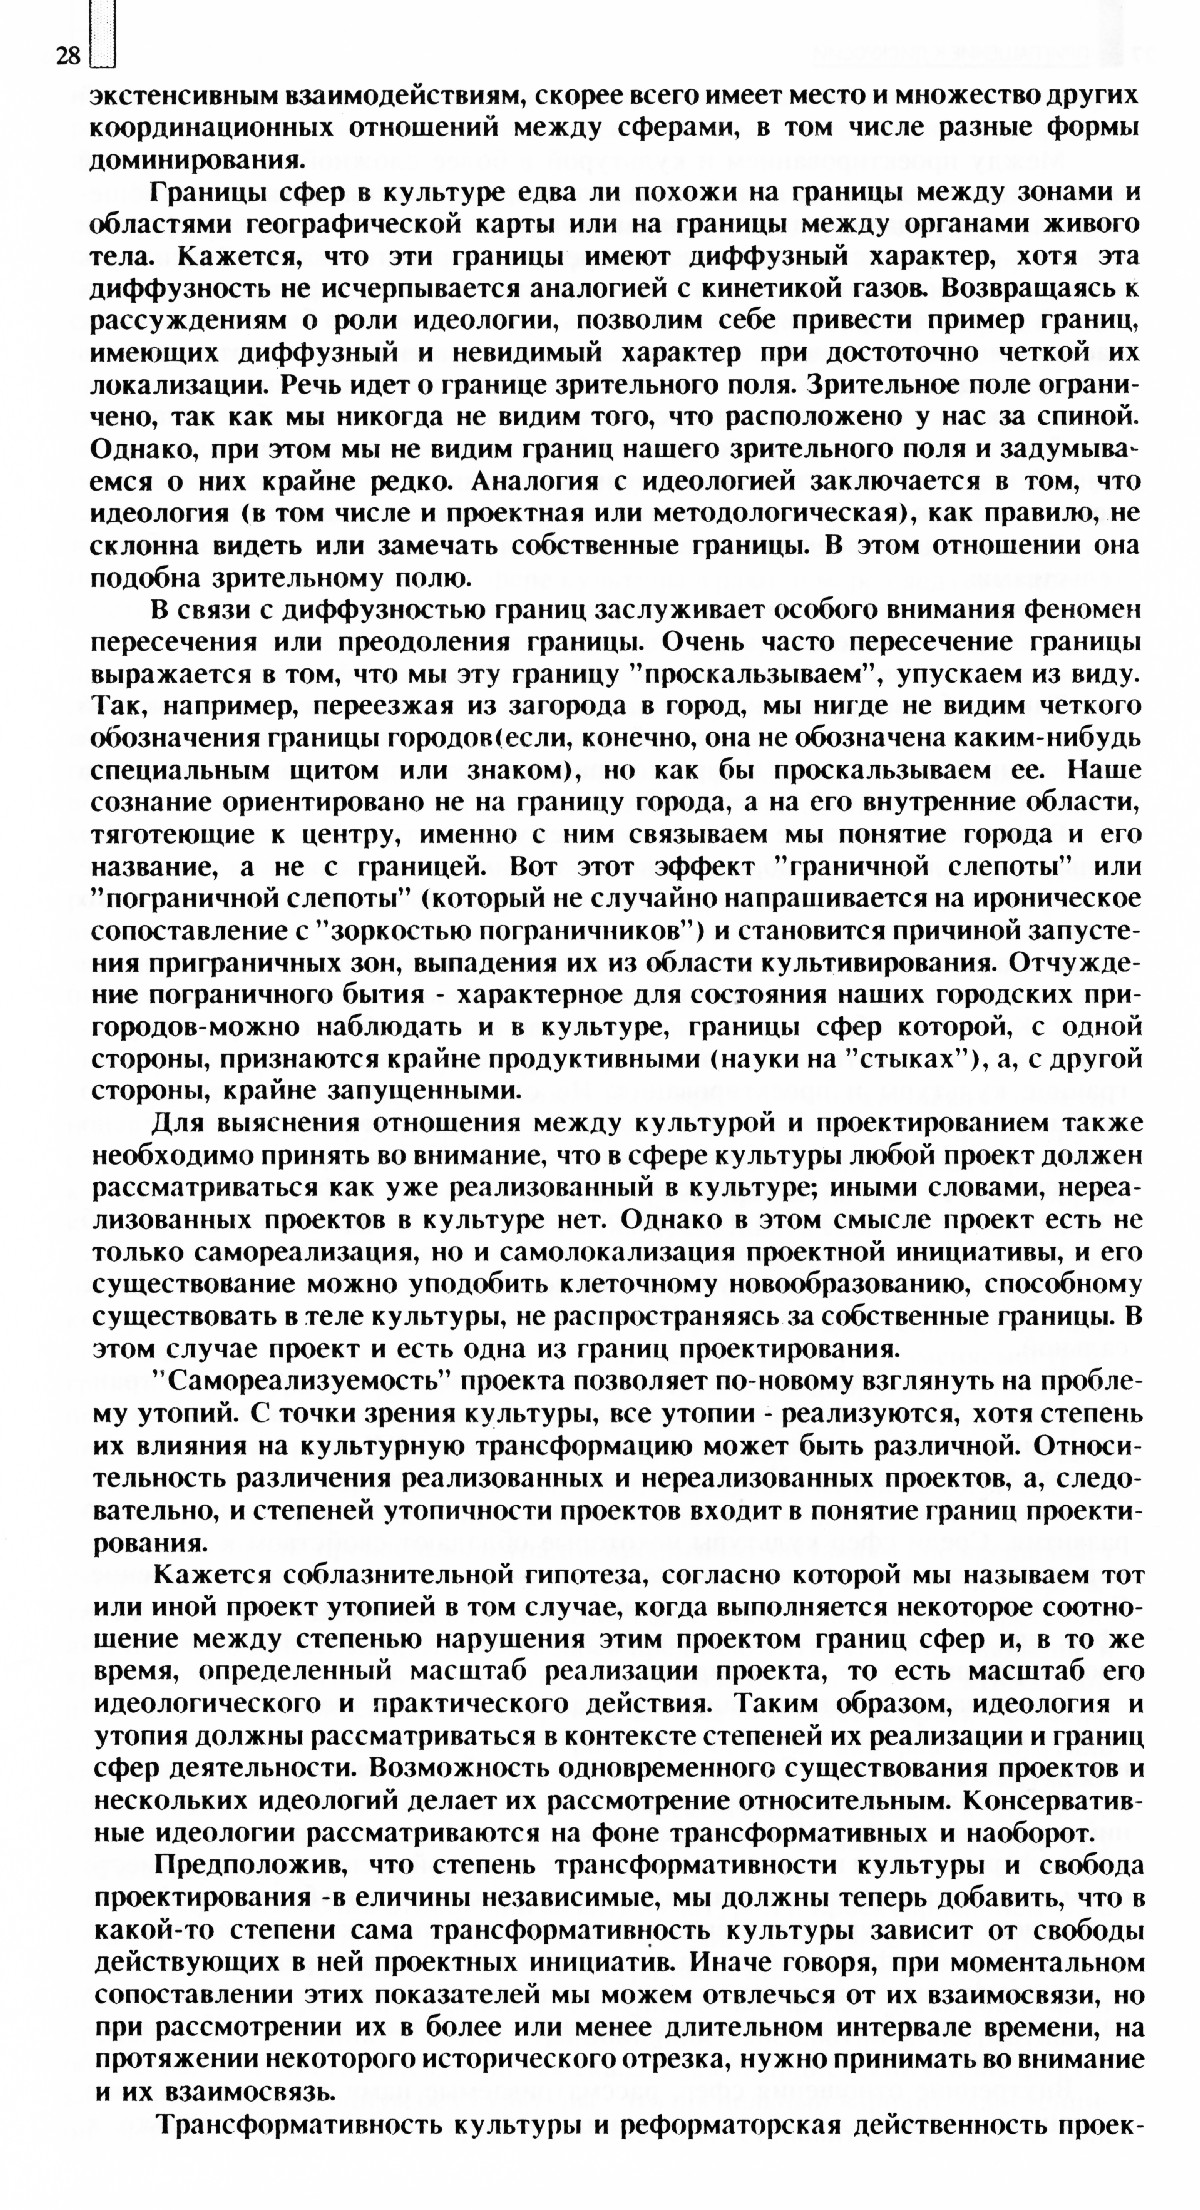 28
экстенсивным взаимодействиям, скорее всего имеет место и множество других
координационных отношений между сферами, в том числе разные формы
доминирования.
Границы сфер в культуре едва ли похожи на границы между зонами и
областями географической карты или на границы между органами живого
тела. Кажется, что эти границы имеют диффузный характер, хотя эта
диффузность не исчерпывается аналогией с кинетикой газов. Возвращаясь к
рассуждениям о роли идеологии, позволим себе привести пример границ,
имеющих диффузный и невидимый характер при достоточно четкой их
локализации. Речь идет о границе зрительного поля. Зрительное поле ограни-
чено, так как мы никогда не видим того, что расположено у нас за спиной.
Однако, при этом мы не видим границ нашего зрительного поля и задумыва-
емся о них крайне редко. Аналогия с идеологией заключается в том, что
идеология (в том числе и проектная или методологическая), как правило, не
склонна видеть или замечать собственные границы. В этом отношении она
подобна зрительному полю.
В связи с диффузностью границ заслуживает особого внимания феномен
пересечения или преодоления границы. Очень часто пересечение границы
выражается в том, что мы эту границу "проскальзываем", упускаем из виду.
Так, например, переезжая из загорода в город, мы нигде не видим четкого
обозначения границы городов(если, конечно, она не обозначена каким-нибудь
специальным щитом или знаком), но как бы проскальзываем ее. Наше
сознание ориентировано не на границу города, а на его внутренние области,
тяготеющие к центру, именно с ним связываем мы понятие города и его
название, а не с границей. Вот этот эффект "граничной слепоты" или
"пограничной слепоты" (который не случайно напрашивается на ироническое
сопоставление с "зоркостью пограничников") и становится причиной запусте-
ния приграничных зон, выпадения их из области культивирования. Отчужде-
ние пограничного бытия - характерное для состояния наших городских при-
городов-можно наблюдать и в культуре, границы сфер которой, с одной
стороны, признаются крайне продуктивными (науки на "стыках"), а, с другой
стороны, крайне запущенными.
Для выяснения отношения между культурой и проектированием также
необходимо принять во внимание, что в сфере культуры любой проект должен
рассматриваться как уже реализованный в культуре; иными словами, нереа-
лизованных проектов в культуре нет. Однако в этом смысле проект есть не
только самореализация, но и самолокализация проектной инициативы, и его
существование можно уподобить клеточному новообразованию, способному
существовать в теле культуры, не распространяясь за собственные границы. В
этом случае проект и есть одна из границ проектирования.
"Самореализуемость" проекта позволяет по-новому взглянуть на пробле-
му утопий. С точки зрения культуры, все утопии - реализуются, хотя степень
их влияния на культурную трансформацию может быть различной. Относи-
тельность различения реализованных и нереализованных проектов, а, следо-
вательно, и степеней утопичности проектов входит в понятие границ проекти-
рования.
Кажется соблазнительной гипотеза, согласно которой мы называем тот
или иной проект утопией в том случае, когда выполняется некоторое соотно-
шение между степенью нарушения этим проектом границ сфер и, в то же
время, определенный масштаб реализации проекта, то есть масштаб его
идеологического и практического действия. Таким образом, идеология и
утопия должны рассматриваться в контексте степеней их реализации и границ
сфер деятельности. Возможность одновременного существования проектов и
нескольких идеологий делает их рассмотрение относительным. Консерватив-
ные идеологии рассматриваются на фоне трансформативных и наоборот.
Предположив, что степень трансформативности культуры и свобода
проектирования -в еличины независимые, мы должны теперь добавить, что в
какой-то степени сама трансформативность культуры зависит от свободы
действующих в ней проектных инициатив. Иначе говоря, при моментальном
сопоставлении этих показателей мы можем отвлечься от их взаимосвязи, но
при рассмотрении их в более или менее длительном интервале времени, на
протяжении некоторого исторического отрезка, нужно принимать во внимание
и их взаимосвязь.
Трансформативность культуры и реформаторская действенность проек-